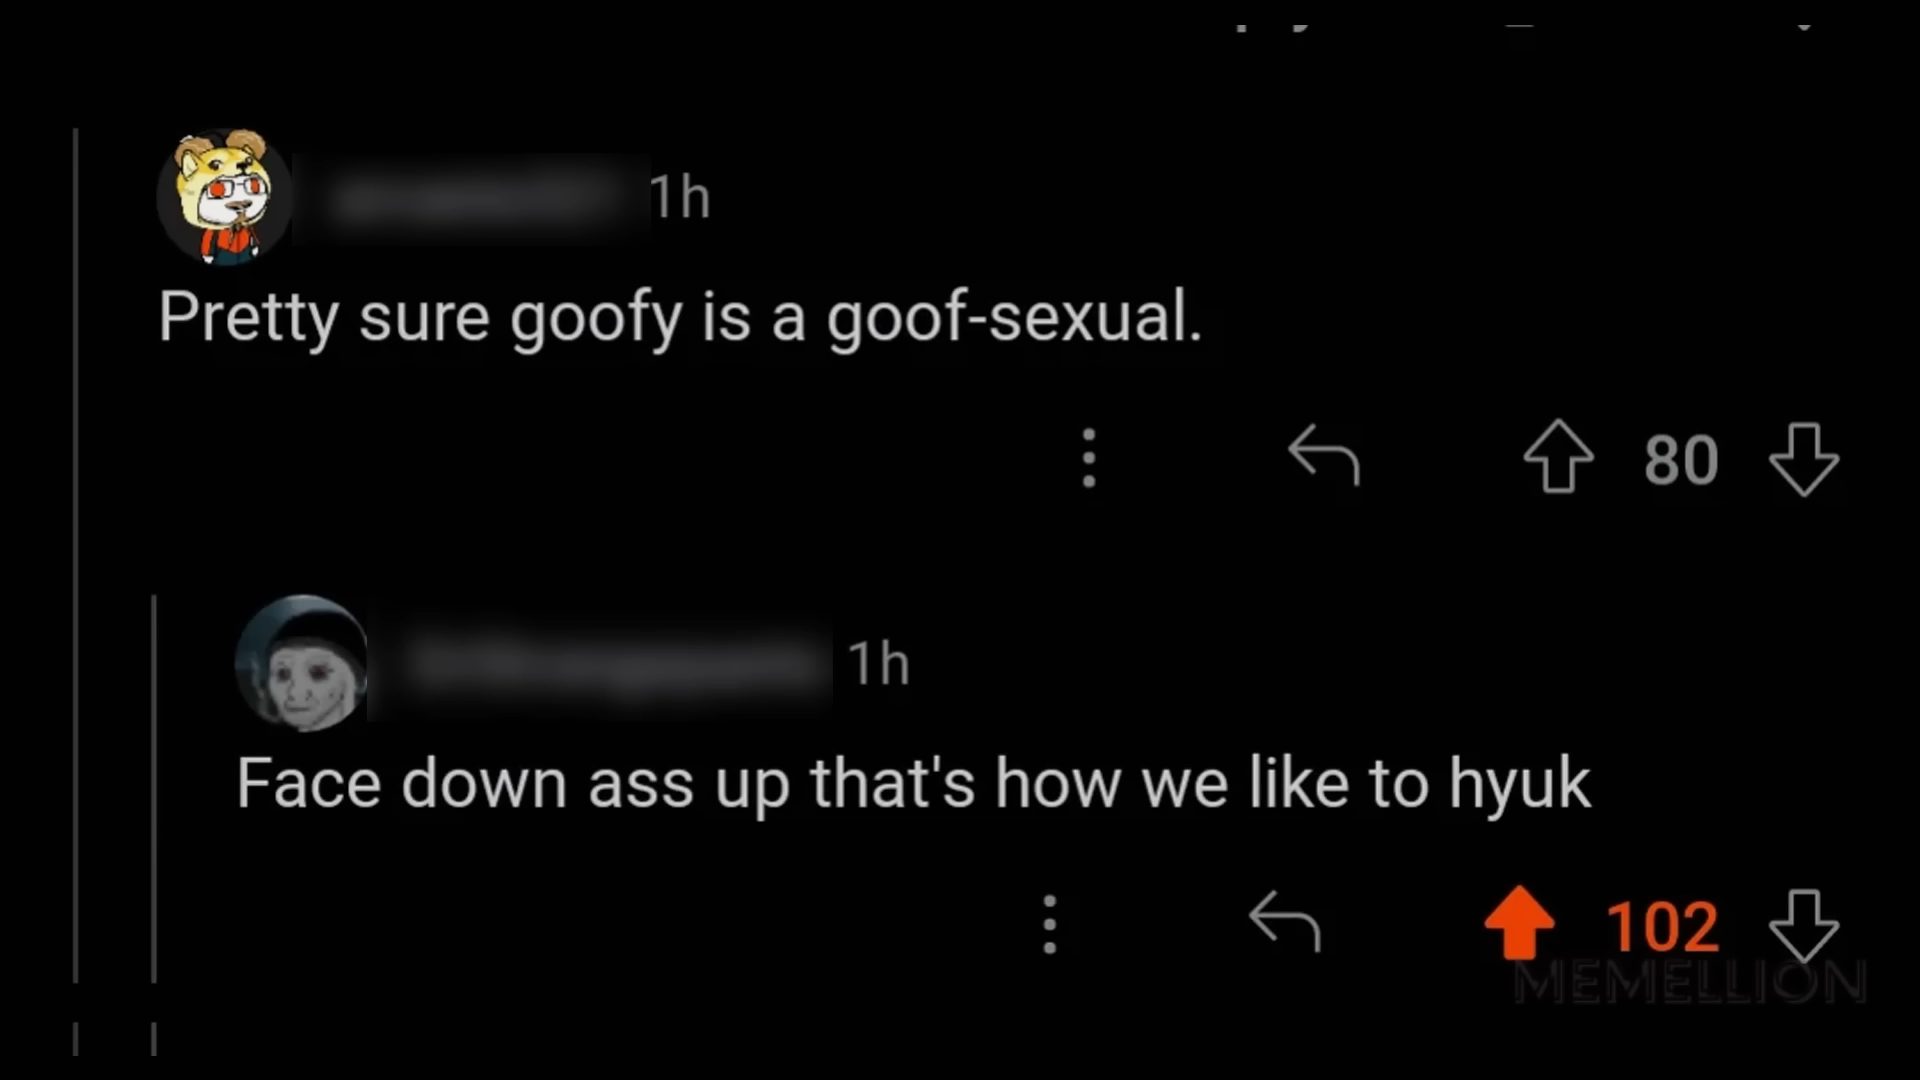 1h
Pretty sure goofy is a goof-sexual.
80
1h
Face down ass up that's how we like to hyuk
102
MEMELLION